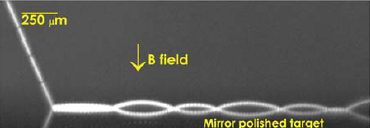 250 μm
B field
Mirror polished target